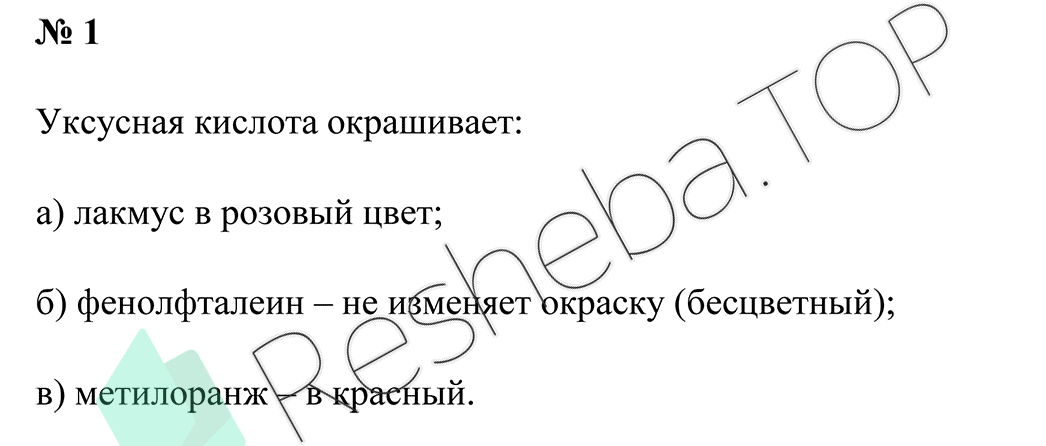 № 1
Уксусная кислота окрашивает:
а) лакмус в розовый цвет;
б) фенолфталеин – не изменяет окраску (бесцветный);
в) метилоранж – в красный.
Resheba.TOP